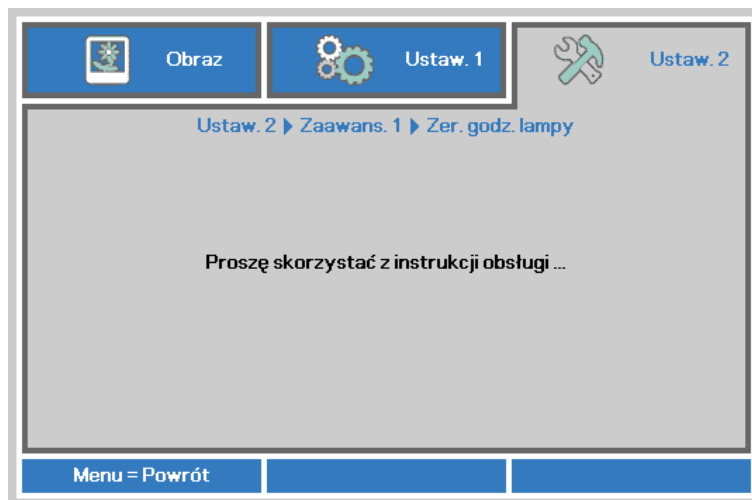 Obraz
Ustaw. 1
Ustaw. 2
Ustaw. 2 ▶ Zaawans. 1 ▶ Zer. godz. lampy
Proszę skorzystać z instrukcji obsługi ...
Menu = Powrót